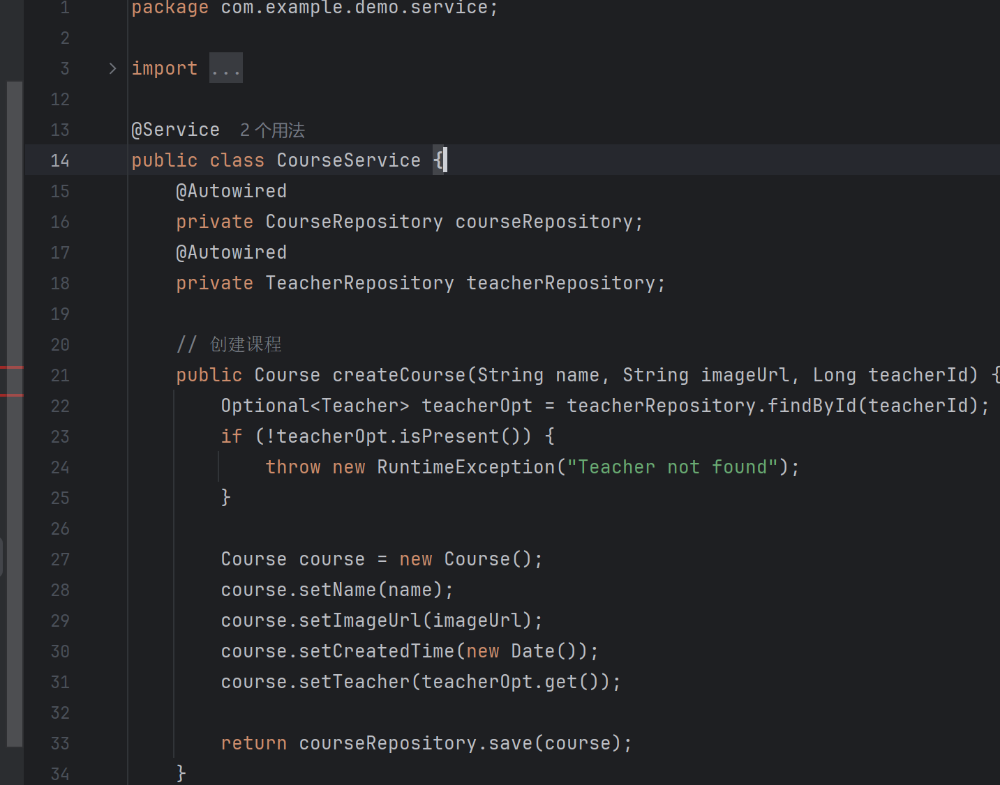 1 package com.example.demo.service;
2
3 import ...
12
13 @Service 2 个用法
14 public class CourseService {
15 @Autowired
16 private CourseRepository courseRepository;
17 @Autowired
18 private TeacherRepository teacherRepository;
19
20 // 创建课程
21 public Course createCourse(String name, String imageUrl, Long teacherId) {
22 Optional<Teacher> teacherOpt = teacherRepository.findById(teacherId);
23 if (!teacherOpt.isPresent()) {
24 throw new RuntimeException("Teacher not found");
25 }
26
27 Course course = new Course();
28 course.setName(name);
29 course.setImageUrl(imageUrl);
30 course.setCreatedTime(new Date());
31 course.setTeacher(teacherOpt.get());
32
33 return courseRepository.save(course);
34 }